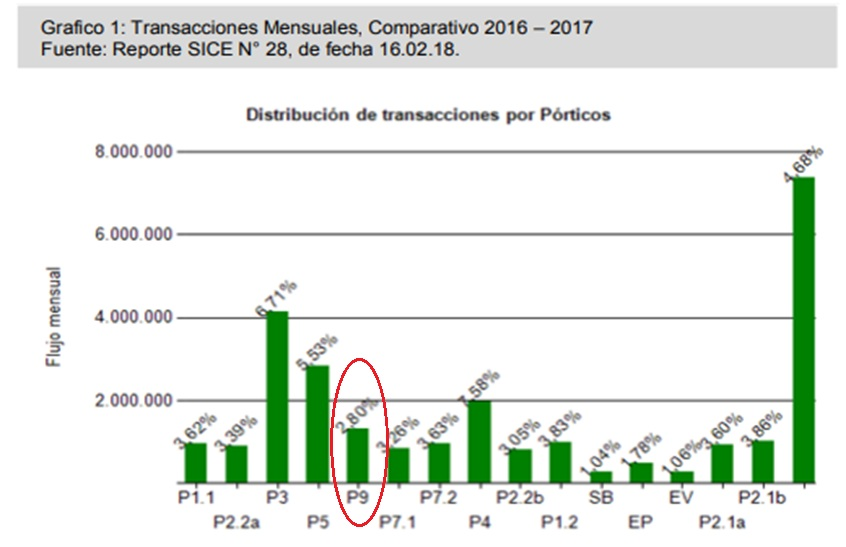 Grafico 1: Transacciones Mensuales, Comparativo 2016 – 2017
Fuente: Reporte SICE N° 28, de fecha 16.02.18.
Distribución de transacciones por Pórticos
Flujo mensual
8.000.000
6.000.000
4.000.000
2.000.000
3,62%
3,39%
6,71%
5,53%
2,80%
3,26%
3,63%
7,58%
3,05%
3,83%
1,04%
1,78%
1,06%
3,60%
3,86%
4,68%
P1.1
P2.2a
P3
P5
P9
P7.1
P7.2
P4
P2.2b
P1.2
SB
EP
EV
P2.1a
P2.1b